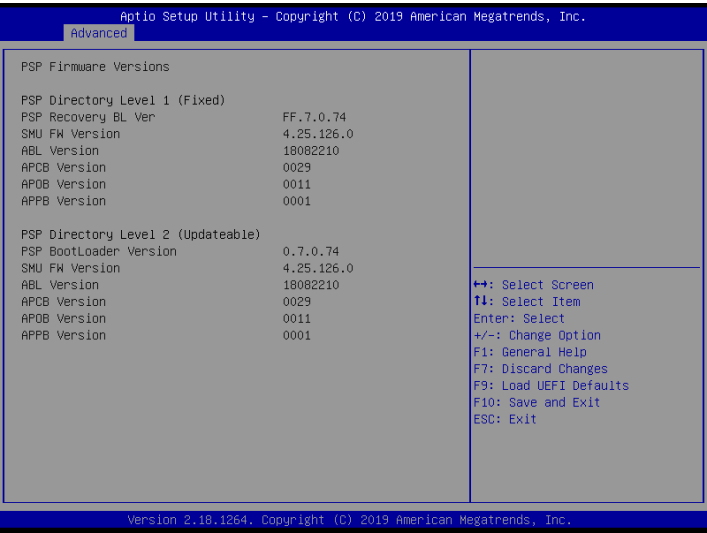 Aptio Setup Utility – Copyright (C) 2019 American Megatrends, Inc.
Advanced
PSP Firmware Versions
PSP Directory Level 1 (Fixed)
PSP Recovery BL Ver FF.7.0.74
SMU FW Version 4.25.126.0
ABL Version 18082210
APCB Version 0029
APOB Version 0011
APPB Version 0001
PSP Directory Level 2 (Updateable)
PSP BootLoader Version 0.7.0.74
SMU FW Version 4.25.126.0
ABL Version 18082210
APCB Version 0029
APOB Version 0011
APPB Version 0001
↔: Select Screen
↑↓: Select Item
Enter: Select
+/-: Change Option
F1: General Help
F7: Discard Changes
F9: Load UEFI Defaults
F10: Save and Exit
ESC: Exit
Version 2.18.1264. Copyright (C) 2019 American Megatrends, Inc.